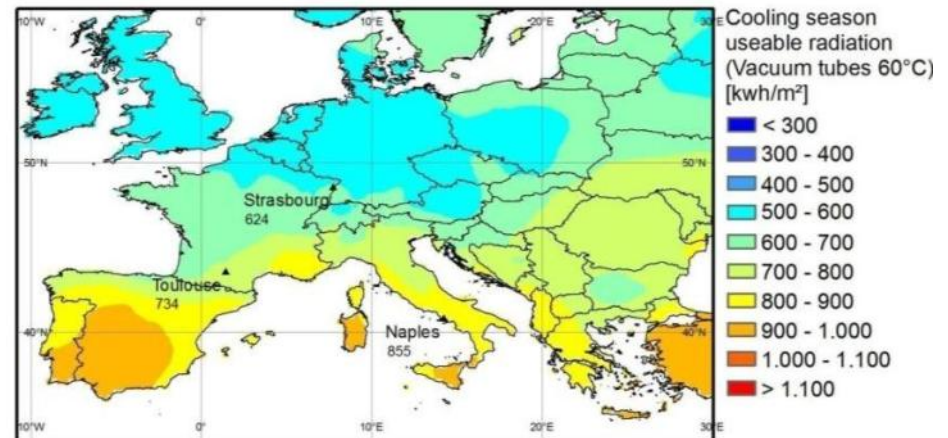 10°W
0°
10°E
20°E
30°E
Cooling season
useable radiation
(Vacuum tubes 60°C)
[kwh/m²]
< 300
300 - 400
400 - 500
500 - 600
600 - 700
700 - 800
800 - 900
900 - 1.000
1.000 - 1.100
> 1.100
50°N
50°N
Strasbourg
624
Toulouse
734
Naples
855
40°N
40°N
10°W
0°
10°E
20°E
30°E